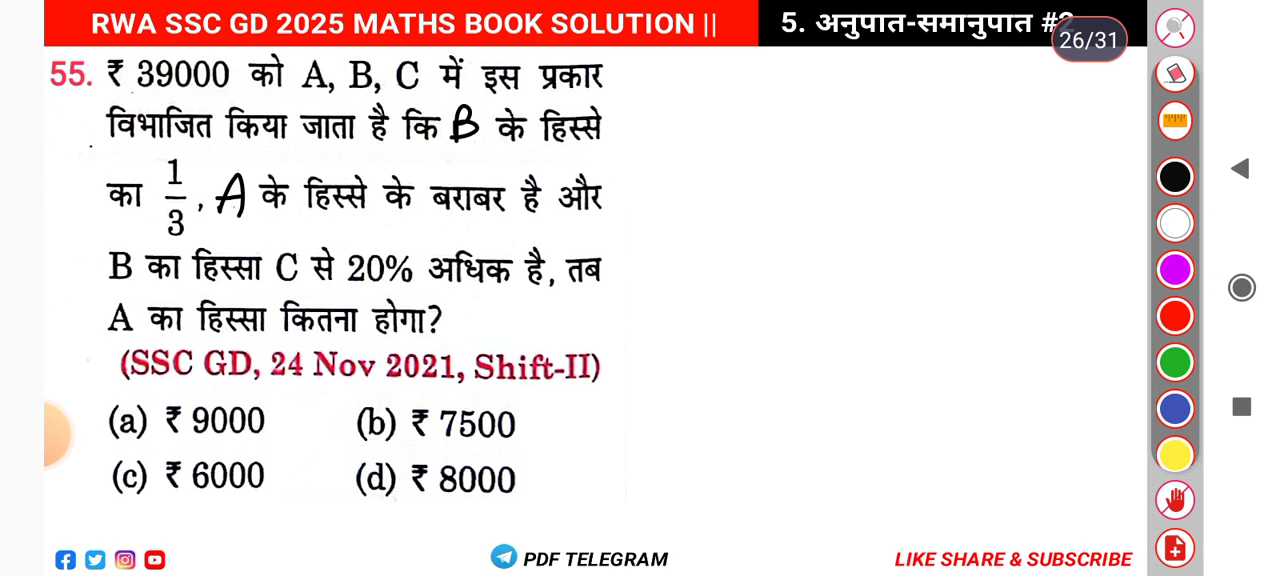 RWA SSC GD 2025 MATHS BOOK SOLUTION ||
5. अनुपात-समानुपात #2
26/31
55. ₹ 39000 को A, B, C में इस प्रकार
विभाजित किया जाता है कि B के हिस्से
का 1/3, A के हिस्से के बराबर है और
B का हिस्सा C से 20% अधिक है, तब
A का हिस्सा कितना होगा?
(SSC GD, 24 Nov 2021, Shift-II)
(a) ₹ 9000 (b) ₹ 7500
(c) ₹ 6000 (d) ₹ 8000
PDF TELEGRAM
LIKE SHARE & SUBSCRIBE